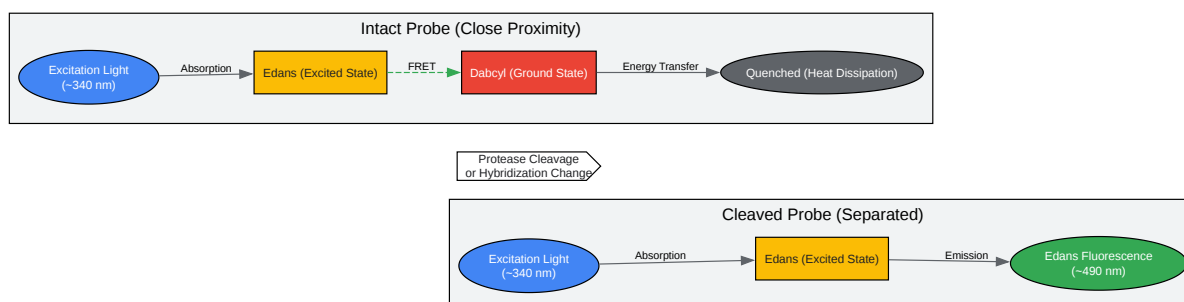 Intact Probe (Close Proximity)
Excitation Light
(~340 nm)
Absorption
Edans (Excited State)
FRET
Dabcyl (Ground State)
Energy Transfer
Quenched (Heat Dissipation)
Protease Cleavage
or Hybridization Change
Cleaved Probe (Separated)
Excitation Light
(~340 nm)
Absorption
Edans (Excited State)
Emission
Edans Fluorescence
(~490 nm)